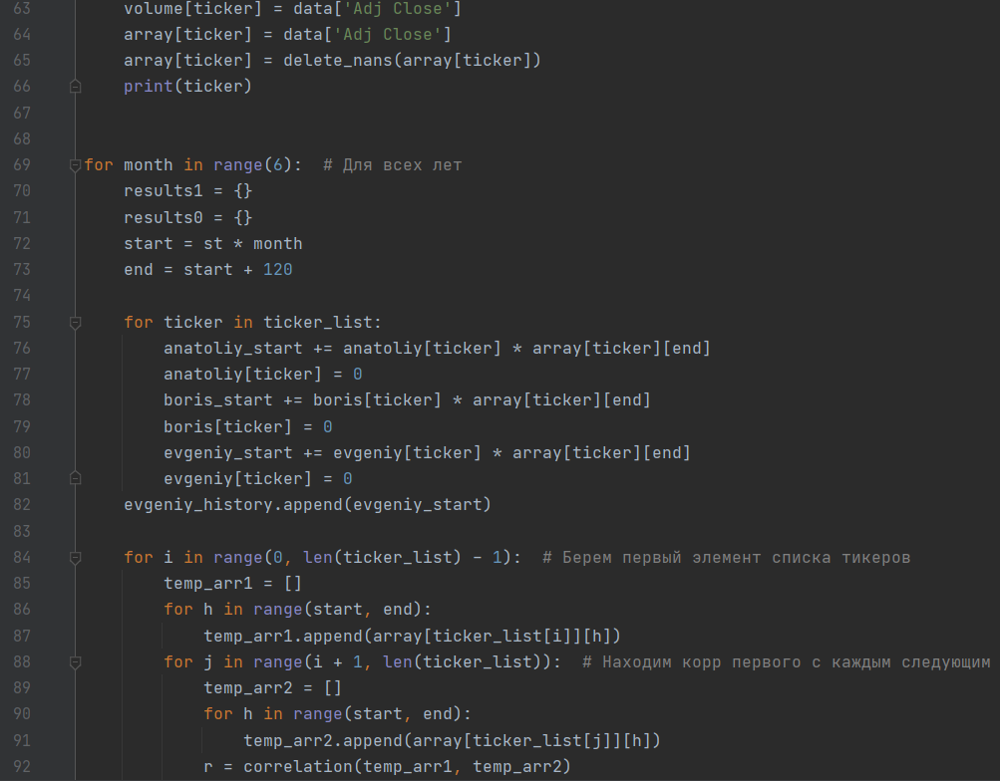 63 volume[ticker] = data['Adj Close']
64 array[ticker] = data['Adj Close']
65 array[ticker] = delete_nans(array[ticker])
66 print(ticker)
67
68
69 for month in range(6):  # Для всех лет
70 results1 = {}
71 results0 = {}
72 start = st * month
73 end = start + 120
74
75 for ticker in ticker_list:
76 anatoliy_start += anatoliy[ticker] * array[ticker][end]
77 anatoliy[ticker] = 0
78 boris_start += boris[ticker] * array[ticker][end]
79 boris[ticker] = 0
80 evgeniy_start += evgeniy[ticker] * array[ticker][end]
81 evgeniy[ticker] = 0
82 evgeniy_history.append(evgeniy_start)
83
84 for i in range(0, len(ticker_list) - 1):  # Берем первый элемент списка тикеров
85 temp_arr1 = []
86 for h in range(start, end):
87 temp_arr1.append(array[ticker_list[i]][h])
88 for j in range(i + 1, len(ticker_list)):  # Находим корр первого с каждым следующим
89 temp_arr2 = []
90 for h in range(start, end):
91 temp_arr2.append(array[ticker_list[j]][h])
92 r = correlation(temp_arr1, temp_arr2)